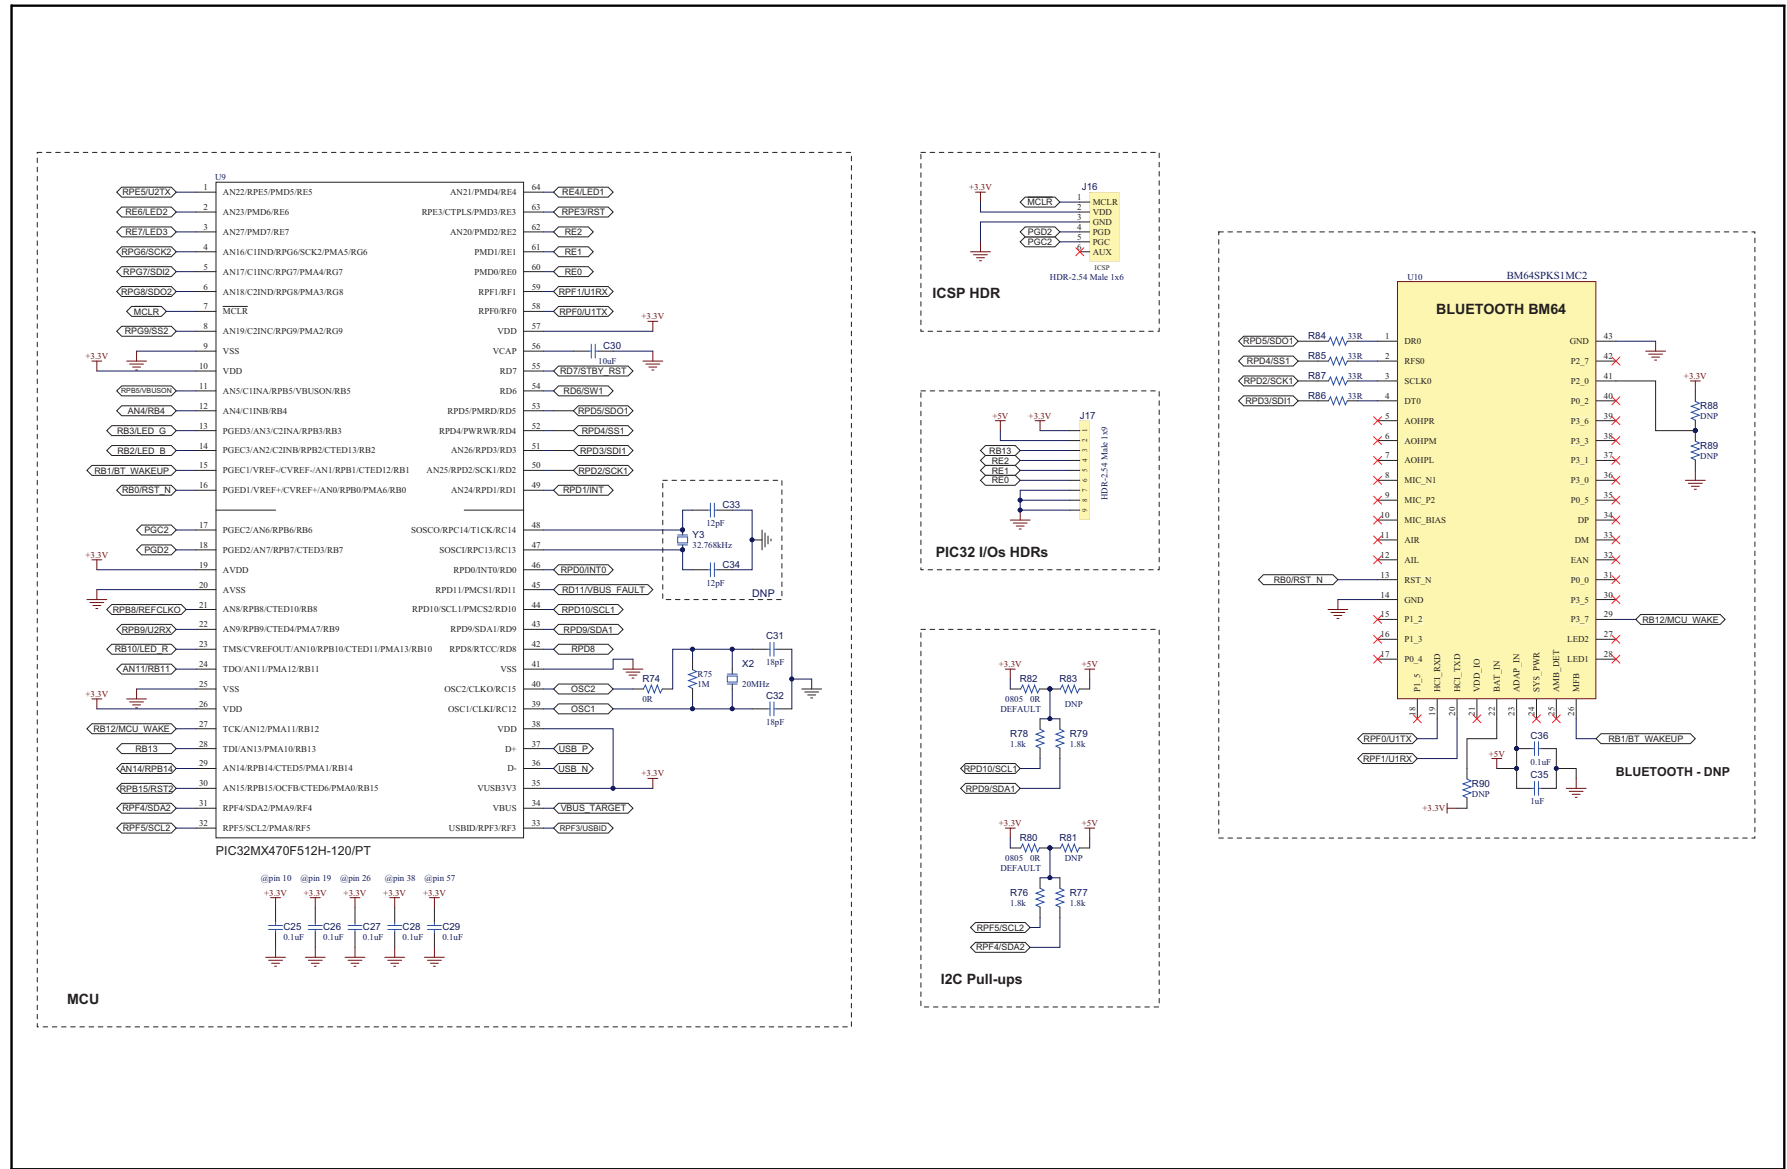 U9
RPE5/U2TX 1 AN22/RPE5/PMD5/RE5 AN21/PMD4/RE4 64 RE4/LED1
RE6/LED2 2 AN23/PMD6/RE6 RPE3/CTPLS/PMD3/RE3 63 RPE3/RST
RE7/LED3 3 AN27/PMD7/RE7 AN20/PMD2/RE2 62 RE2
RPG6/SCK2 4 AN16/C1IND/RPG6/SCK2/PMA5/RG6 PMD1/RE1 61 RE1
RPG7/SDI2 5 AN17/C1INC/RPG7/PMA4/RG7 PMD0/RE0 60 RE0
RPG8/SDO2 6 AN18/C2IND/RPG8/PMA3/RG8 RPF1/RF1 59 RPF1/U1RX
MCLR 7 MCLR RPF0/RF0 58 RPF0/U1TX
RPG9/SS2 8 AN19/C2INC/RPG9/PMA2/RG9 VDD 57 +3.3V
9 VSS VCAP 56 C30 10uF
+3.3V 10 VDD RD7 55 RD7/STBY_RST
RPB5/VBUSON 11 AN5/C1INA/RPB5/VBUSON/RB5 RD6 54 RD6/SW1
AN4/RB4 12 AN4/C1INB/RB4 RPD5/PMRD/RD5 53 RPD5/SDO1
RB3/LED_G 13 PGED3/AN3/C2INA/RPB3/RB3 RPD4/PWRWR/RD4 52 RPD4/SS1
RB2/LED_B 14 PGEC3/AN2/C2INB/RPB2/CTED13/RB2 AN26/RPD3/RD3 51 RPD3/SDI1
RB1/BT_WAKEUP 15 PGEC1/VREF-/CVREF-/AN1/RPB1/CTED12/RB1 AN25/RPD2/SCK1/RD2 50 RPD2/SCK1
RB0/RST_N 16 PGED1/VREF+/CVREF+/AN0/RPB0/PMA6/RB0 AN24/RPD1/RD1 49 RPD1/INT
PGC2 17 PGEC2/AN6/RPB6/RB6 SOSCO/RPC14/T1CK/RC14 48
PGD2 18 PGED2/AN7/RPB7/CTED3/RB7 SOSCI/RPC13/RC13 47
+3.3V 19 AVDD RPD0/INT0/RD0 46 RPD0/INT0
20 AVSS RPD11/PMCS1/RD11 45 RD11/VBUS_FAULT
RPB8/REFCLKO 21 AN8/RPB8/CTED10/RB8 RPD10/SCL1/PMCS2/RD10 44 RPD10/SCL1
RPB9/U2RX 22 AN9/RPB9/CTED4/PMA7/RB9 RPD9/SDA1/RD9 43 RPD9/SDA1
RB10/LED_R 23 TMS/CVREFOUT/AN10/RPB10/CTED11/PMA13/RB10 RPD8/RTCC/RD8 42 RPD8
AN11/RB11 24 TDO/AN11/PMA12/RB11 VSS 41
25 VSS OSC2/CLKO/RC15 40 OSC2
+3.3V 26 VDD OSC1/CLKI/RC12 39 OSC1
RB12/MCU_WAKE 27 TCK/AN12/PMA11/RB12 VDD 38
RB13 28 TDI/AN13/PMA10/RB13 D+ 37 USB_P
AN14/RPB14 29 AN14/RPB14/CTED5/PMA1/RB14 D- 36 USB_N
RPB15/RST2 30 AN15/RPB15/OCFB/CTED6/PMA0/RB15 VUSB3V3 35 +3.3V
RPF4/SDA2 31 RPF4/SDA2/PMA9/RF4 VBUS 34 VBUS_TARGET
RPF5/SCL2 32 RPF5/SCL2/PMA8/RF5 USBID/RPF3/RF3 33 RPF3/USBID
PIC32MX470F512H-120/PT
C33
12pF
Y3
32.768kHz
C34
12pF
DNP
R74
0R
R75
1M
X2
20MHz
C31
18pF
C32
18pF
@pin 10 @pin 19 @pin 26 @pin 38 @pin 57
+3.3V +3.3V +3.3V +3.3V +3.3V
C25 C26 C27 C28 C29
0.1uF 0.1uF 0.1uF 0.1uF 0.1uF
MCU
+3.3V J16
MCLR 1 MCLR
2 VDD
3 GND
PGD2 4 PGD
PGC2 5 PGC
6 AUX
ICSP
HDR-2.54 Male 1x6
ICSP HDR
+5V +3.3V J17
1
2
RB13 3
RE2 4
RE1 5
RE0 6
7
8
9
HDR-2.54 Male 1x9
PIC32 I/Os HDRs
+3.3V +5V
R82 R83
0805 0R DNP
DEFAULT
R78 R79
1.8k 1.8k
RPD10/SCL1
RPD9/SDA1
+3.3V +5V
R80 R81
0805 0R DNP
DEFAULT
R76 R77
1.8k 1.8k
RPF5/SCL2
RPF4/SDA2
I2C Pull-ups
U10 BM64SPKS1MC2
BLUETOOTH BM64
RPD5/SDO1 R84 33R 1 DR0 GND 43
RPD4/SS1 R85 33R 2 RFS0 P2_7 42
RPD2/SCK1 R87 33R 3 SCLK0 P2_0 41
RPD3/SDI1 R86 33R 4 DT0 P0_2 40
5 AOHPR P3_6 39
6 AOHPM P3_3 38
7 AOHPL P3_1 37
8 MIC_N1 P3_0 36
9 MIC_P2 P0_5 35
10 MIC_BIAS DP 34
11 AIR DM 33
12 AIL EAN 32
RB0/RST_N 13 RST_N P0_0 31
14 GND P3_5 30
15 P1_2 P3_7 29 RB12/MCU_WAKE
16 P1_3 LED2 27
17 P0_4 LED1 28
P1_5 HCI_RXD HCI_TXD VDD_IO BAT_IN ADAP_IN SYS_PWR AMB_DET MFB
18 19 20 21 22 23 24 25 26
+3.3V
R88
DNP
R89
DNP
RPF0/U1TX
RPF1/U1RX
+5V
C36
0.1uF
C35
1uF
RB1/BT_WAKEUP
R90
DNP
+3.3V
BLUETOOTH - DNP